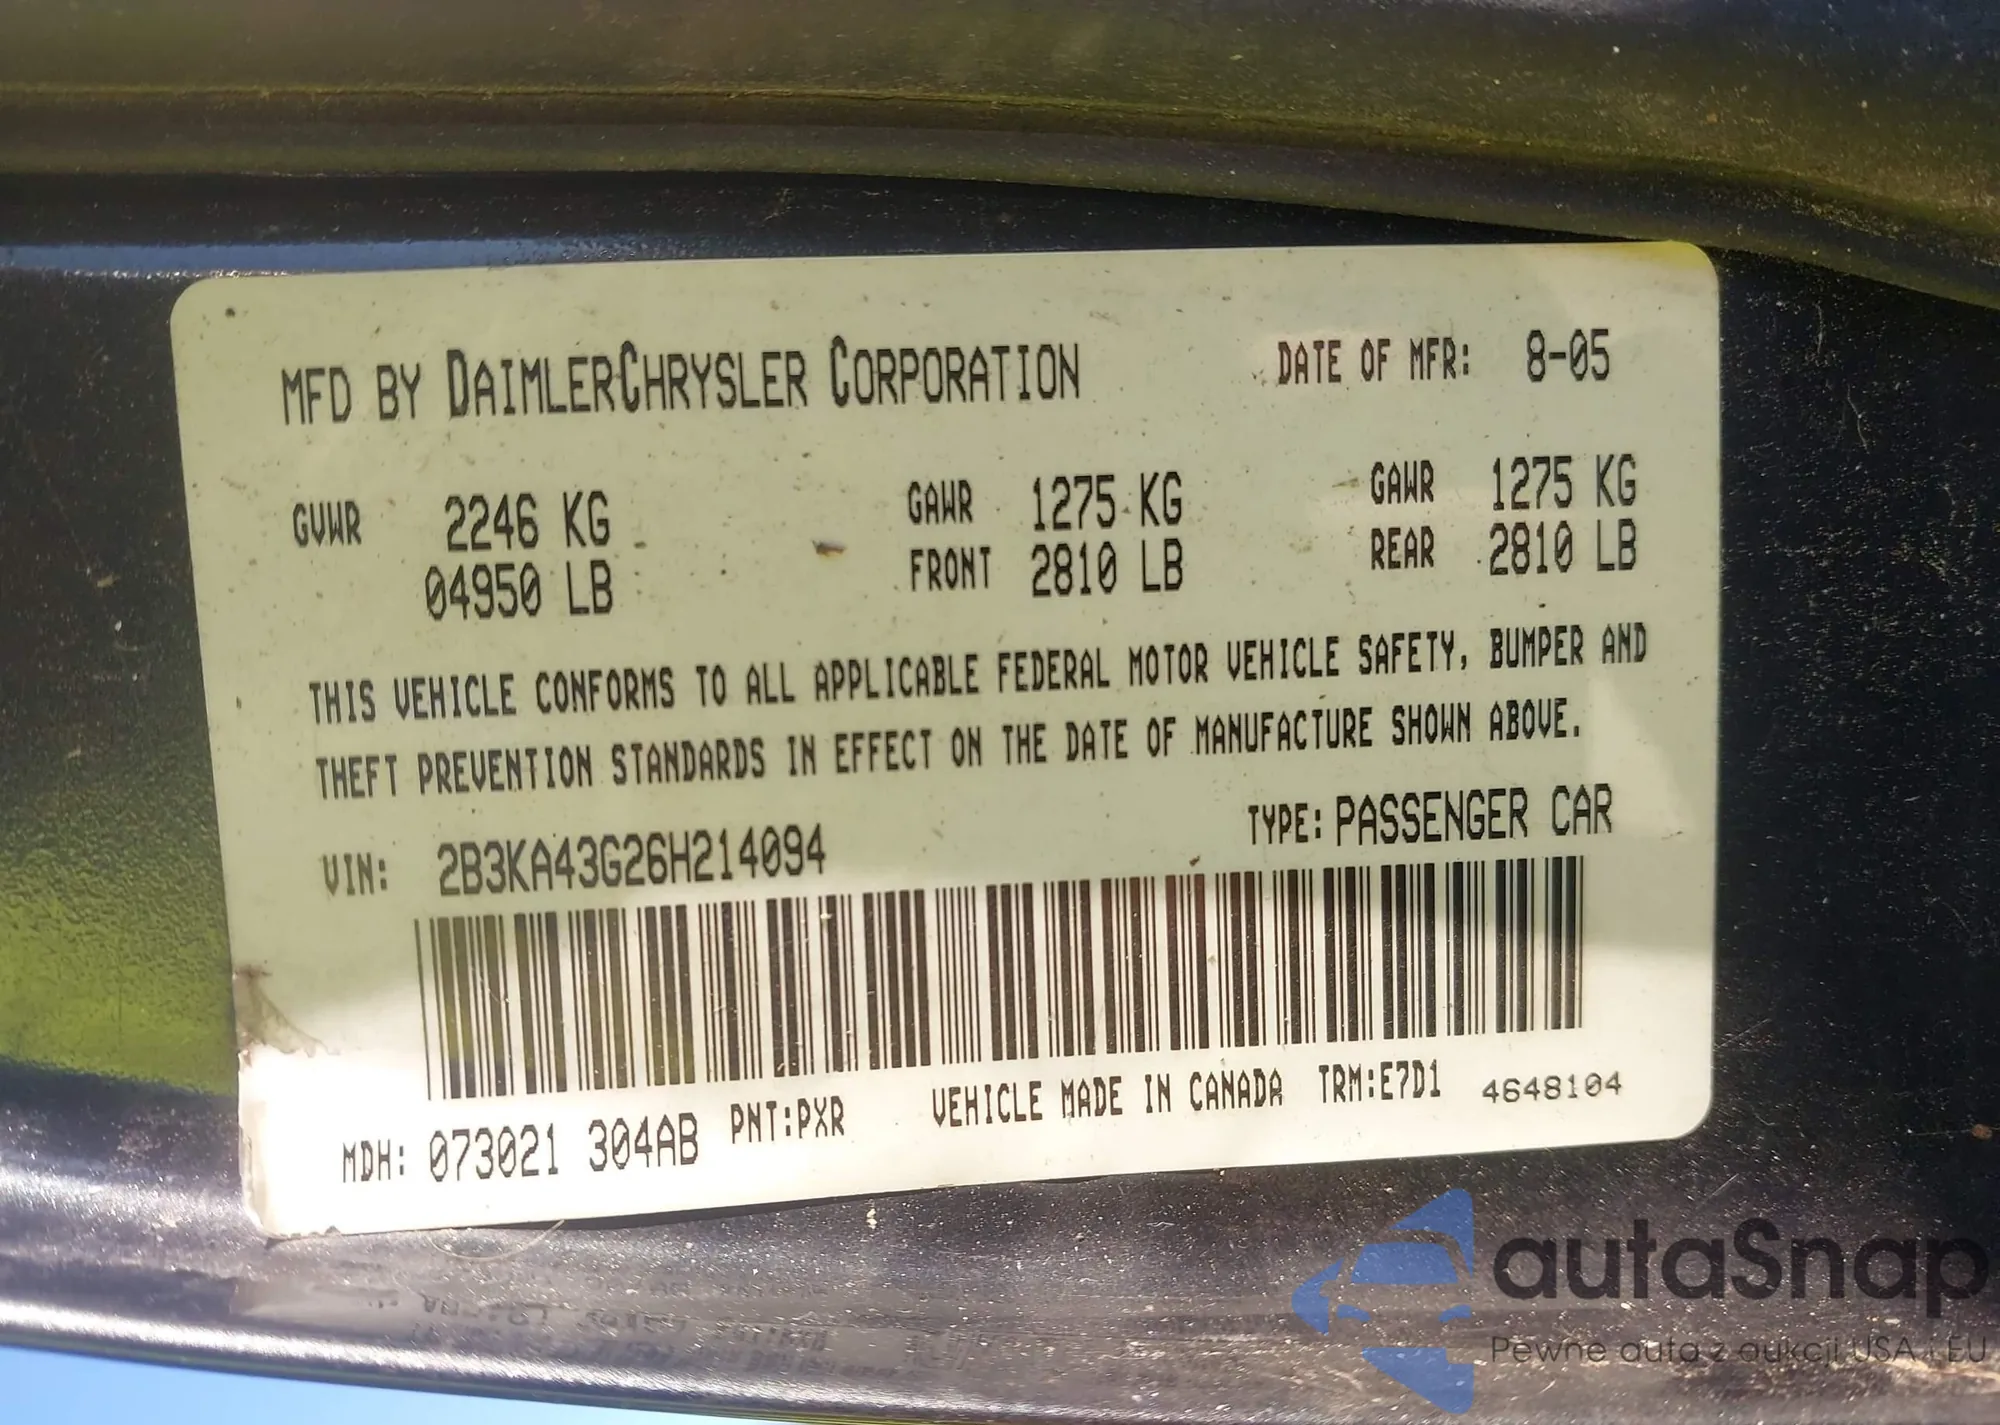 MFD BY DAIMLERCHRYSLER CORPORATION DATE OF MFR: 8-05
GVWR 2246 KG GAWR 1275 KG GAWR 1275 KG
04950 LB FRONT 2810 LB REAR 2810 LB
THIS VEHICLE CONFORMS TO ALL APPLICABLE FEDERAL MOTOR VEHICLE SAFETY, BUMPER AND
THEFT PREVENTION STANDARDS IN EFFECT ON THE DATE OF MANUFACTURE SHOWN ABOVE.
VIN: 2B3KA43G26H214094 TYPE: PASSENGER CAR
MDH: 073021 304AB PNT:PXR VEHICLE MADE IN CANADA TRM:E7D1 4648104
autaSnap
Pewne auta z aukcji USA i EU